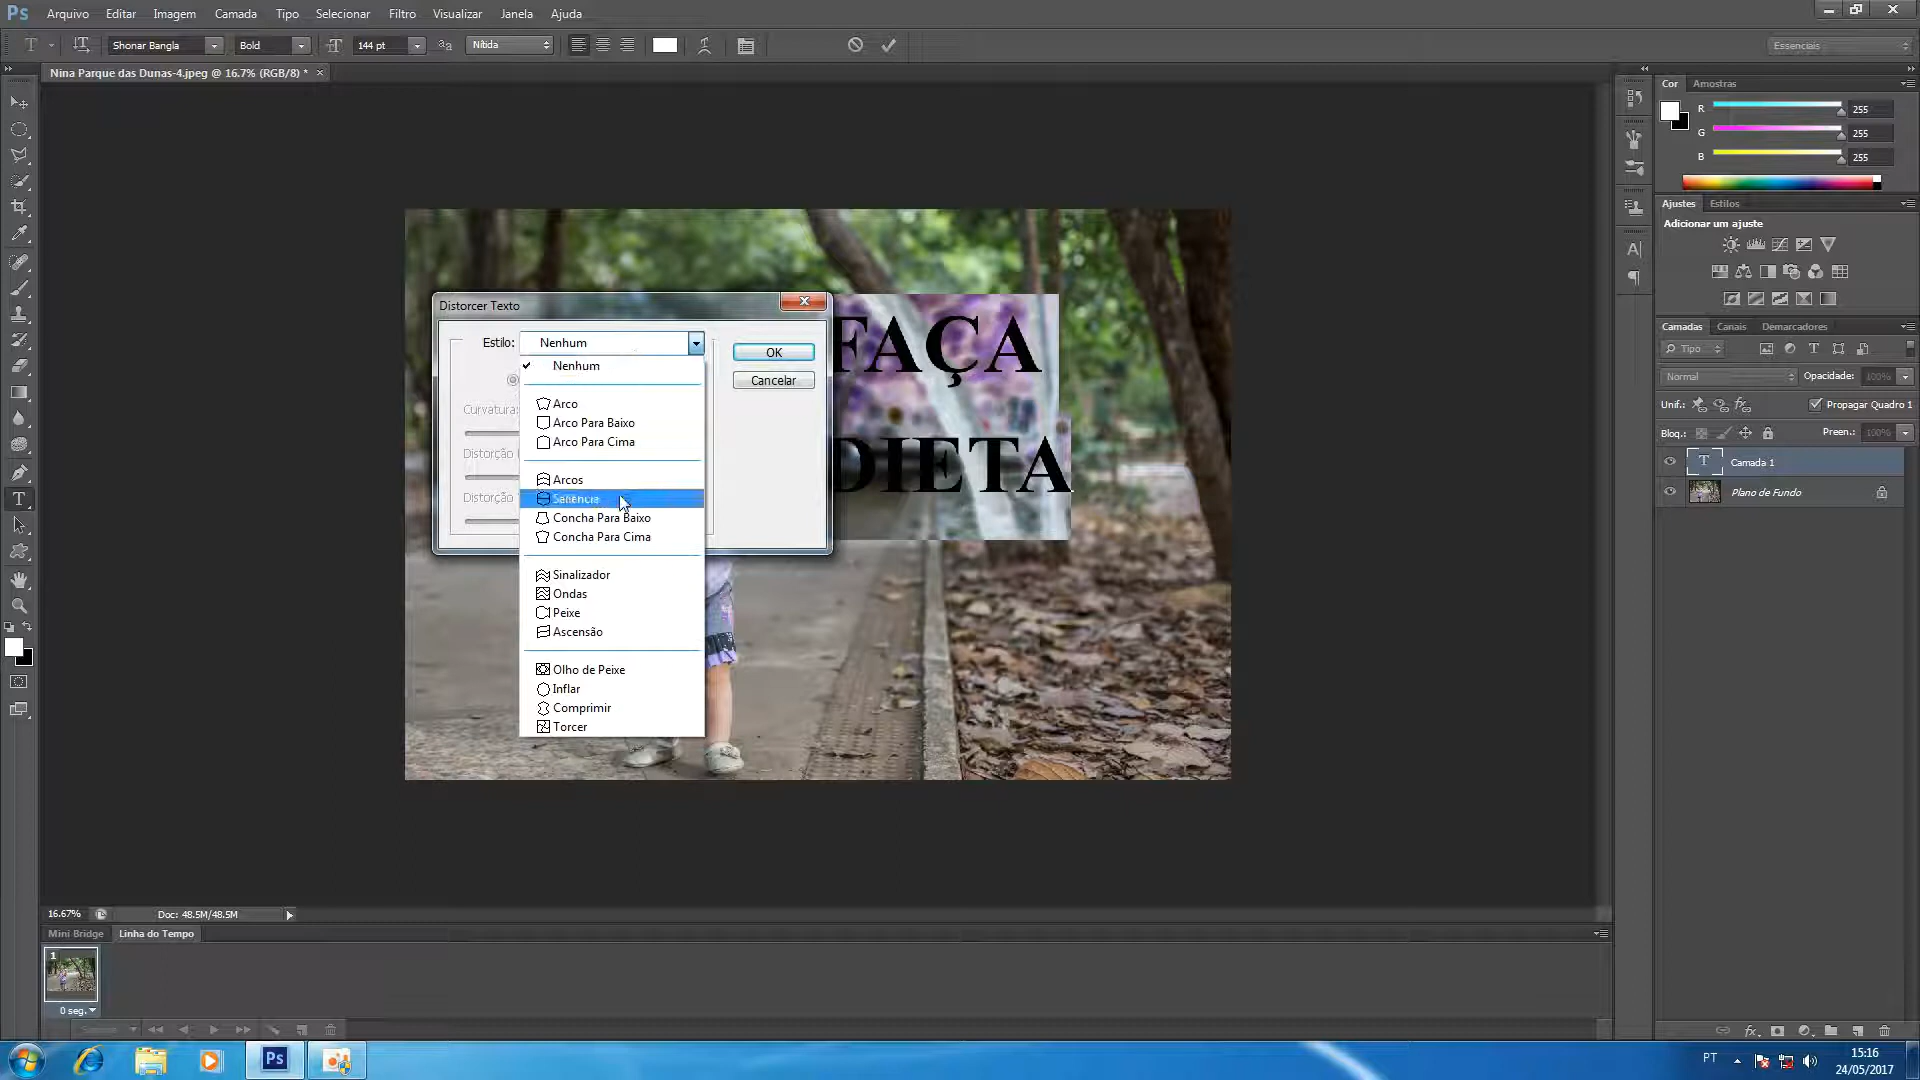 Ps Arquivo Editar Imagem Camada Tipo Selecionar Filtro Visualizar Janela Ajuda
T Shonar Bangla Bold 144 pt Nítida Essenciais
Nina Parque das Dunas-4.jpeg @ 16.7% (RGB/8) * ×
Cor Amostras
R 255
G 255
B 255
Ajustes Estilos
Adicionar um ajuste
Camadas Canais Demarcadores
Tipo
Normal Opacidade: 100%
Unif.: Propagar Quadro 1
Bloq.: Preen.: 100%
T Camada 1
Plano de Fundo
Distorcer Texto
Estilo: Nenhum
OK
Cancelar
Curvatura:
Distorção
Distorção
Nenhum
Arco
Arco Para Baixo
Arco Para Cima
Arcos
Saliência
Concha Para Baixo
Concha Para Cima
Sinalizador
Ondas
Peixe
Ascensão
Olho de Peixe
Inflar
Comprimir
Torcer
FAÇA
DIETA
16.67% Doc: 48.5M/48.5M
Mini Bridge Linha do Tempo
1
0 seg.
Ps PT 15:16
24/05/2017